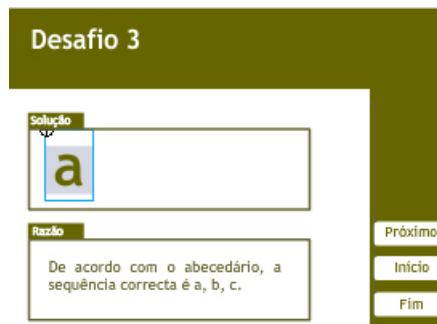 Desafio 3
Solução
a
Razão
De acordo com o abecedário, a
sequência correcta é a, b, c.
Próximo
Início
Fim